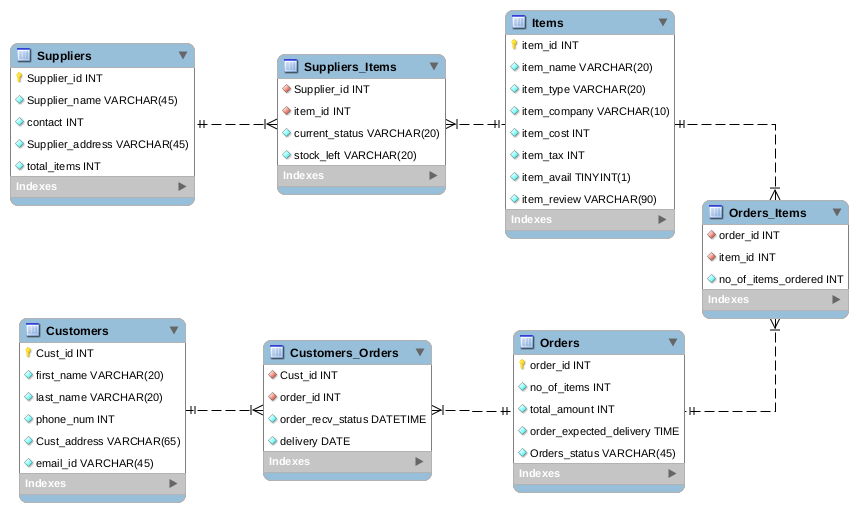 Suppliers
Supplier_id INT
Supplier_name VARCHAR(45)
contact INT
Supplier_address VARCHAR(45)
total_items INT
Indexes
Suppliers_Items
Supplier_id INT
item_id INT
current_status VARCHAR(20)
stock_left VARCHAR(20)
Indexes
Items
item_id INT
item_name VARCHAR(20)
item_type VARCHAR(20)
item_company VARCHAR(10)
item_cost INT
item_tax INT
item_avail TINYINT(1)
item_review VARCHAR(90)
Indexes
Orders_Items
order_id INT
item_id INT
no_of_items_ordered INT
Indexes
Customers
Cust_id INT
first_name VARCHAR(20)
last_name VARCHAR(20)
phone_num INT
Cust_address VARCHAR(65)
email_id VARCHAR(45)
Indexes
Customers_Orders
Cust_id INT
order_id INT
order_recv_status DATETIME
delivery DATE
Indexes
Orders
order_id INT
no_of_items INT
total_amount INT
order_expected_delivery TIME
Orders_status VARCHAR(45)
Indexes